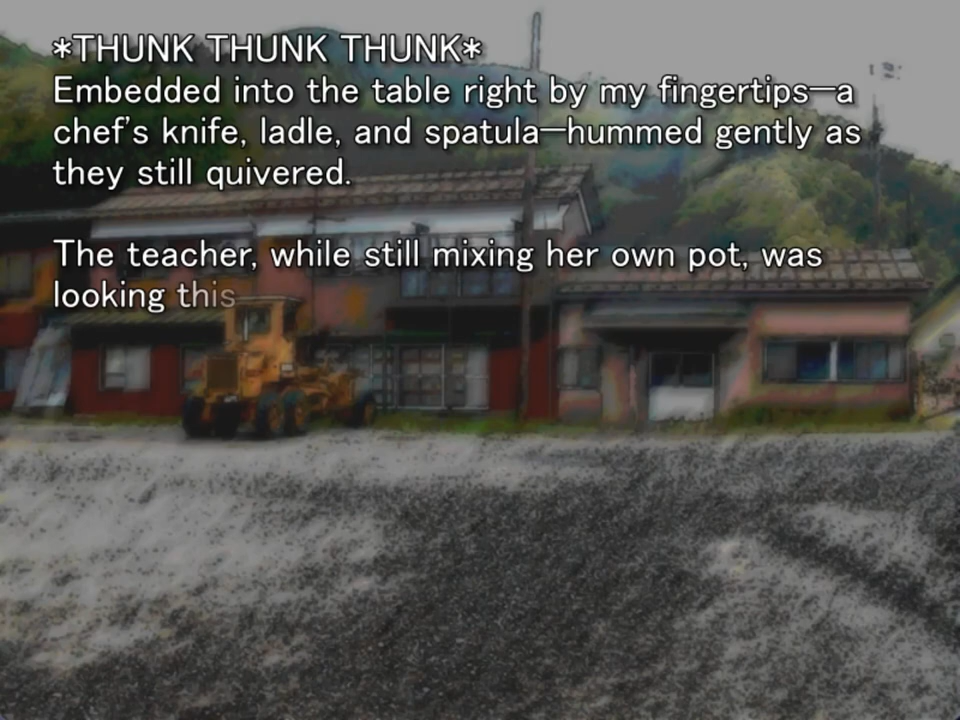 *THUNK THUNK THUNK*
Embedded into the table right by my fingertips—a
chef's knife, ladle, and spatula—hummed gently as
they still quivered.
The teacher, while still mixing her own pot, was
looking this